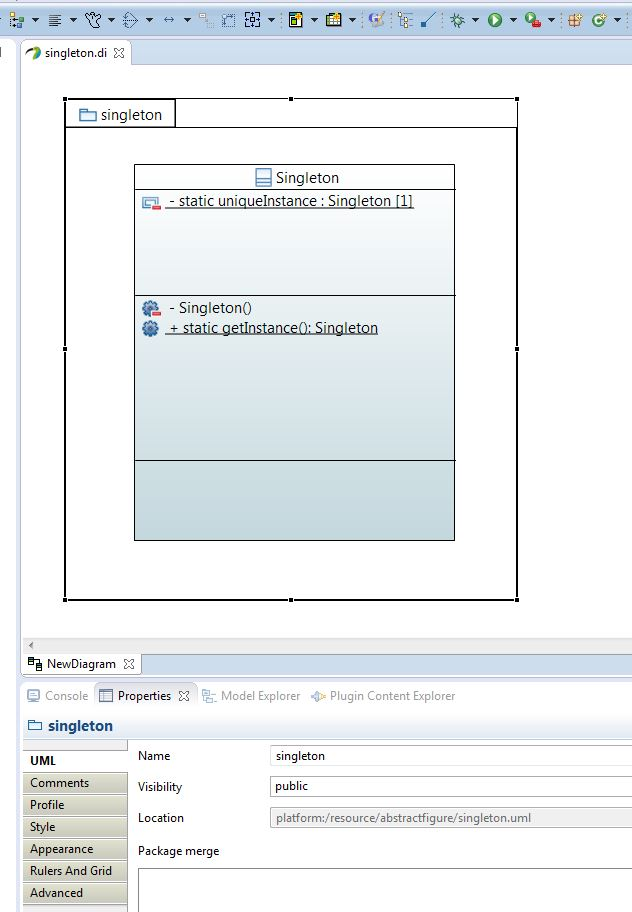 singleton.di
singleton
Singleton
- static uniqueInstance : Singleton [1]
- Singleton()
+ static getInstance(): Singleton
NewDiagram
Console Properties Model Explorer Plugin Content Explorer
singleton
UML
Comments
Profile
Style
Appearance
Rulers And Grid
Advanced
Name singleton
Visibility public
Location platform:/resource/abstractfigure/singleton.uml
Package merge